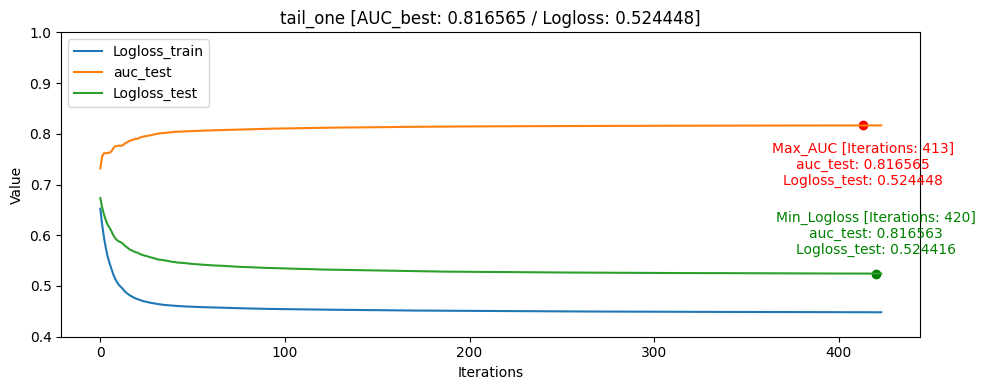 tail_one [AUC_best: 0.816565 / Logloss: 0.524448]
1.0
0.9
0.8
0.7
0.6
0.5
0.4
Value
Logloss_train
auc_test
Logloss_test
Max_AUC [Iterations: 413]
auc_test: 0.816565
Logloss_test: 0.524448
Min_Logloss [Iterations: 420]
auc_test: 0.816563
Logloss_test: 0.524416
0
100
200
300
400
Iterations